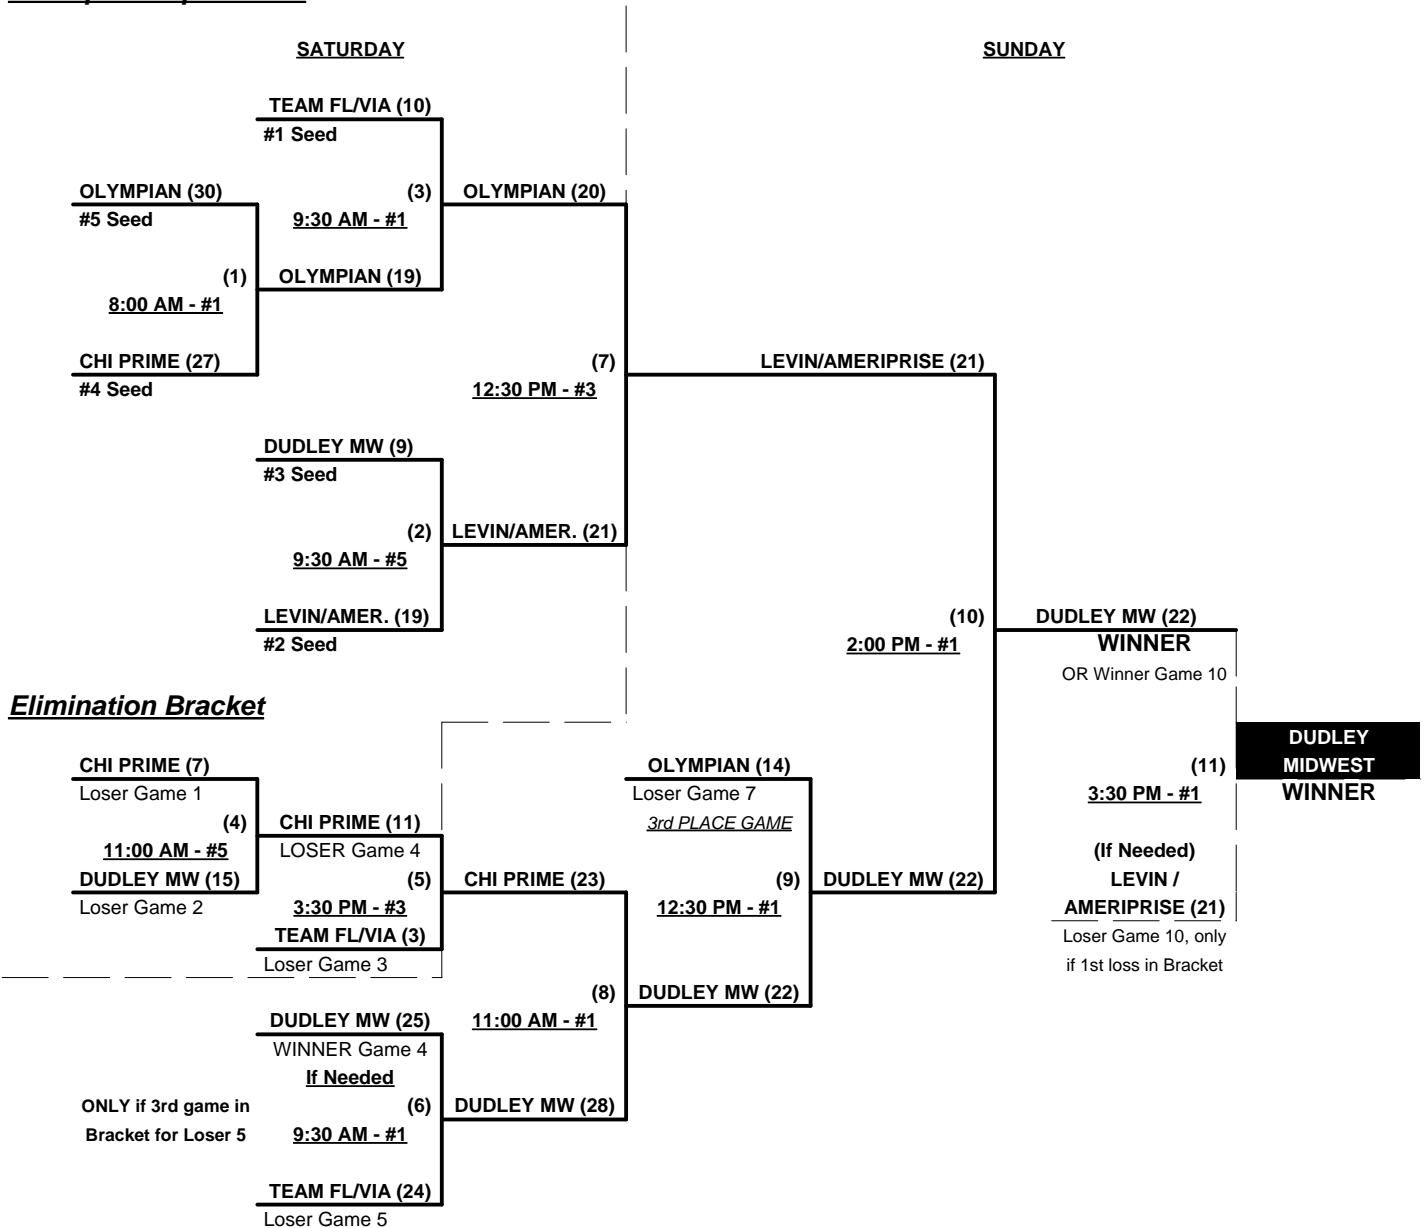 SATURDAY
SUNDAY
TEAM FL/VIA (10)
#1 Seed
OLYMPIAN (30)
(3)
OLYMPIAN (20)
#5 Seed
9:30 AM - #1
(1)
OLYMPIAN (19)
8:00 AM - #1
CHI PRIME (27)
(7)
LEVIN/AMERIPRISE (21)
#4 Seed
12:30 PM - #3
DUDLEY MW (9)
#3 Seed
(2)
LEVIN/AMER. (21)
9:30 AM - #5
LEVIN/AMER. (19)
(10)
DUDLEY MW (22)
#2 Seed
2:00 PM - #1
WINNER
OR Winner Game 10
Elimination Bracket
DUDLEY
CHI PRIME (7)
OLYMPIAN (14)
(11)
MIDWEST
Loser Game 1
Loser Game 7
3:30 PM - #1
WINNER
(4)
CHI PRIME (11)
3rd PLACE GAME
11:00 AM - #5
LOSER Game 4
(If Needed)
DUDLEY MW (15)
(5)
CHI PRIME (23)
(9)
DUDLEY MW (22)
LEVIN /
Loser Game 2
3:30 PM - #3
12:30 PM - #1
AMERIPRISE (21)
TEAM FL/VIA (3)
Loser Game 10, only
Loser Game 3
if 1st loss in Bracket
(8)
DUDLEY MW (22)
DUDLEY MW (25)
11:00 AM - #1
WINNER Game 4
If Needed
ONLY if 3rd game in
(6)
DUDLEY MW (28)
Bracket for Loser 5
9:30 AM - #1
TEAM FL/VIA (24)
Loser Game 5